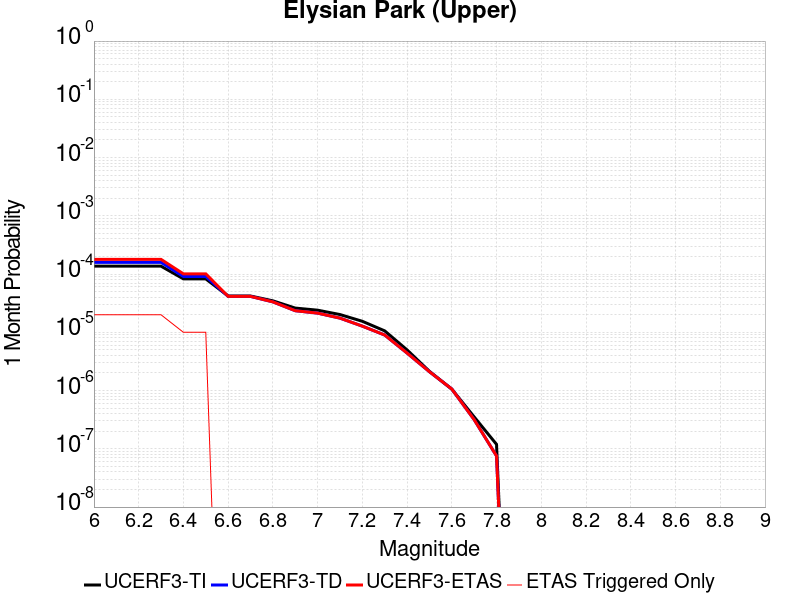 Elysian Park (Upper)
10^0
10^-1
10^-2
10^-3
10^-4
10^-5
10^-6
10^-7
10^-8
1 Month Probability
6 6.2 6.4 6.6 6.8 7 7.2 7.4 7.6 7.8 8 8.2 8.4 8.6 8.8 9
Magnitude
UCERF3-TI UCERF3-TD UCERF3-ETAS ETAS Triggered Only